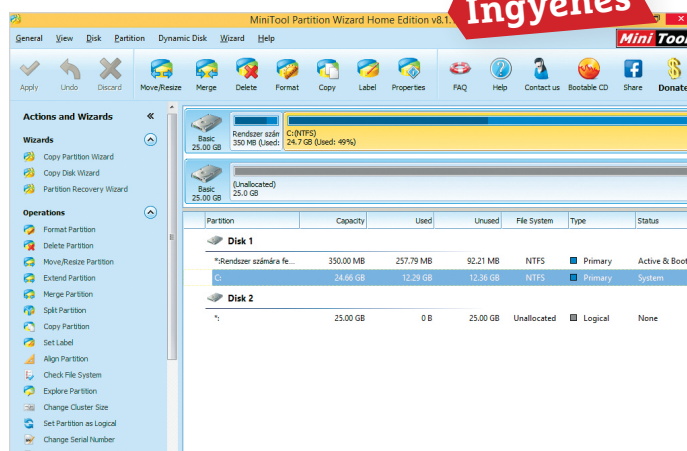 Ingyenes
MiniTool Partition Wizard Home Edition v8.1.
General View Disk Partition Dynamic Disk Wizard Help
Mini Tool
Apply Undo Discard Move/Resize Merge Delete Format Copy Label Properties FAQ Help Contact us Bootable CD Share Donate
Actions and Wizards
Wizards
Copy Partition Wizard
Copy Disk Wizard
Partition Recovery Wizard
Operations
Format Partition
Delete Partition
Move/Resize Partition
Extend Partition
Merge Partition
Split Partition
Copy Partition
Set Label
Align Partition
Check File System
Explore Partition
Change Cluster Size
Set Partition as Logical
Change Serial Number
Basic
25.00 GB
Rendszer szán
350 MB (Used:
C:(NTFS)
24.7 GB (Used: 49%)
Basic
25.00 GB
(Unallocated)
25.0 GB
Partition Capacity Used Unused File System Type Status
Disk 1
*:Rendszer számára fe... 350.00 MB 257.79 MB 92.21 MB NTFS Primary Active & Boot
C: 24.66 GB 12.29 GB 12.36 GB NTFS Primary System
Disk 2
*: 25.00 GB 0 B 25.00 GB Unallocated Logical None